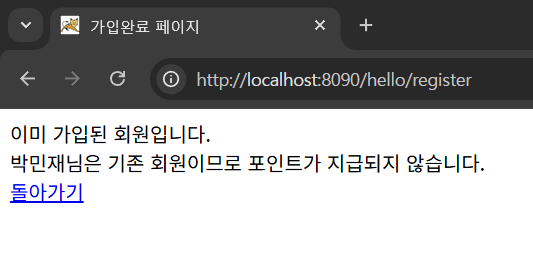 가입완료 페이지
http://localhost:8090/hello/register
이미 가입된 회원입니다.
박민재님은 기존 회원이므로 포인트가 지급되지 않습니다.
돌아가기